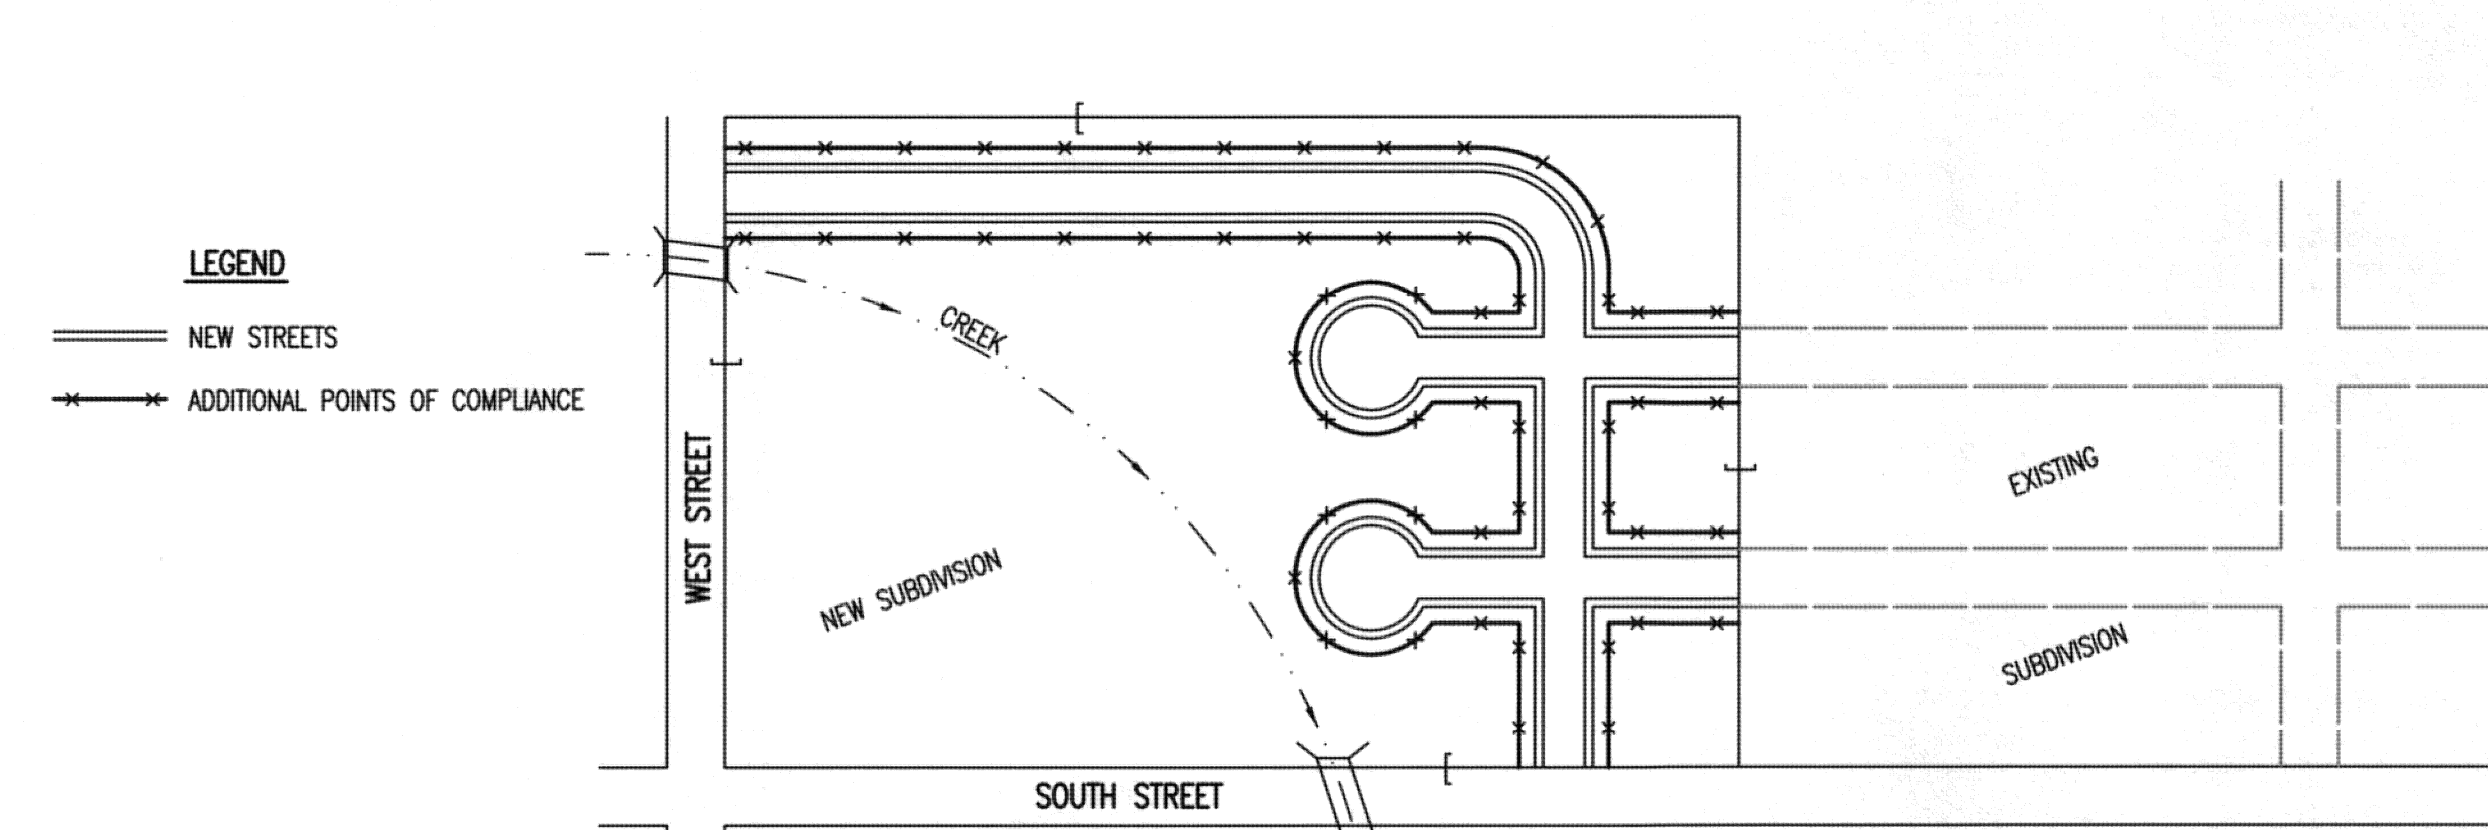 LEGEND
NEW STREETS
ADDITIONAL POINTS OF COMPLIANCE
WEST STREET
CREEK
NEW SUBDIVISION
SOUTH STREET
EXISTING
SUBDIVISION